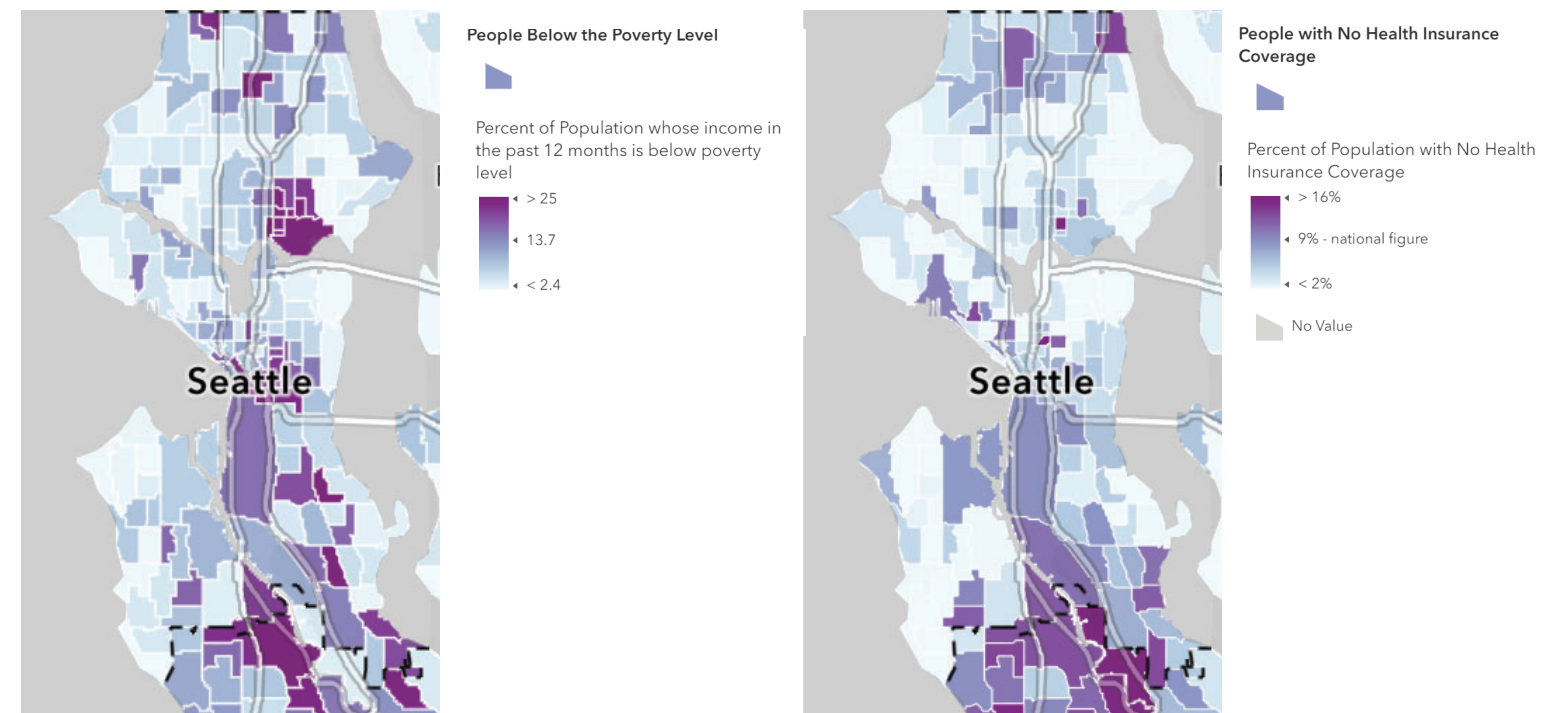 People Below the Poverty Level
Percent of Population whose income in
the past 12 months is below poverty
level
> 25
13.7
< 2.4
Seattle
People with No Health Insurance
Coverage
Percent of Population with No Health
Insurance Coverage
> 16%
9% - national figure
< 2%
No Value
Seattle